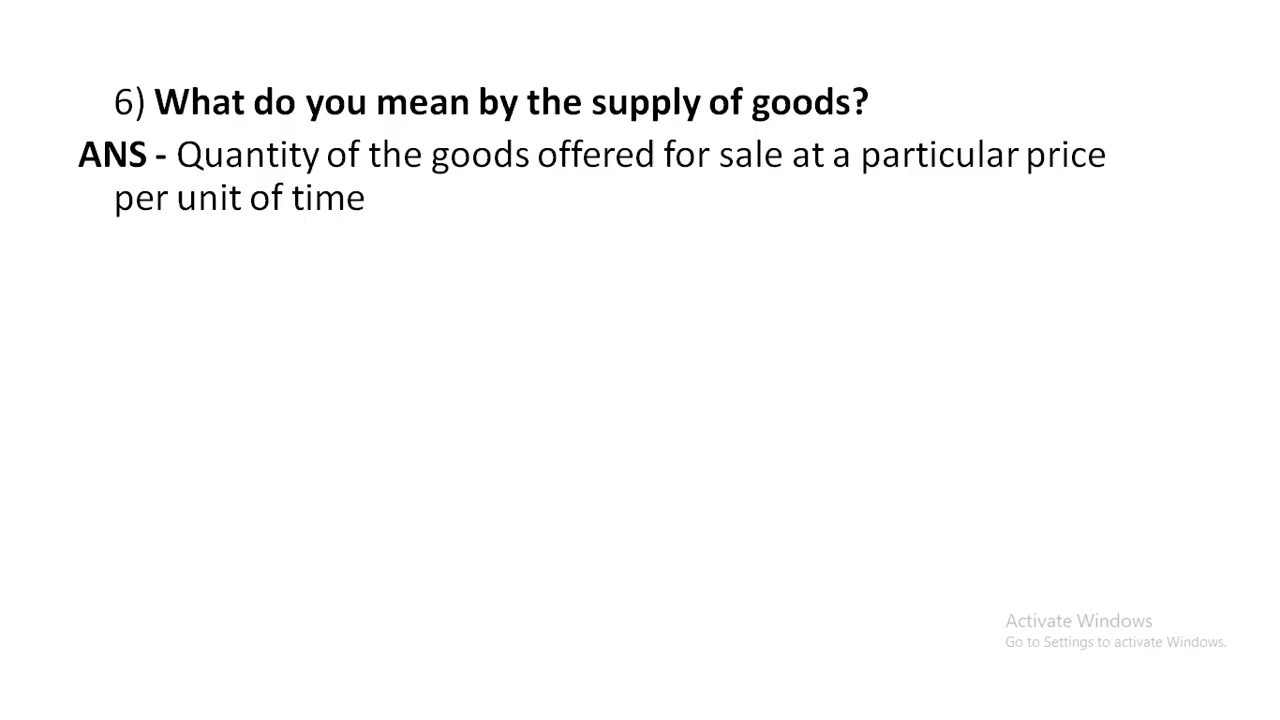 6) What do you mean by the supply of goods?
ANS - Quantity of the goods offered for sale at a particular price
per unit of time
Activate Windows
Go to Settings to activate Windows.